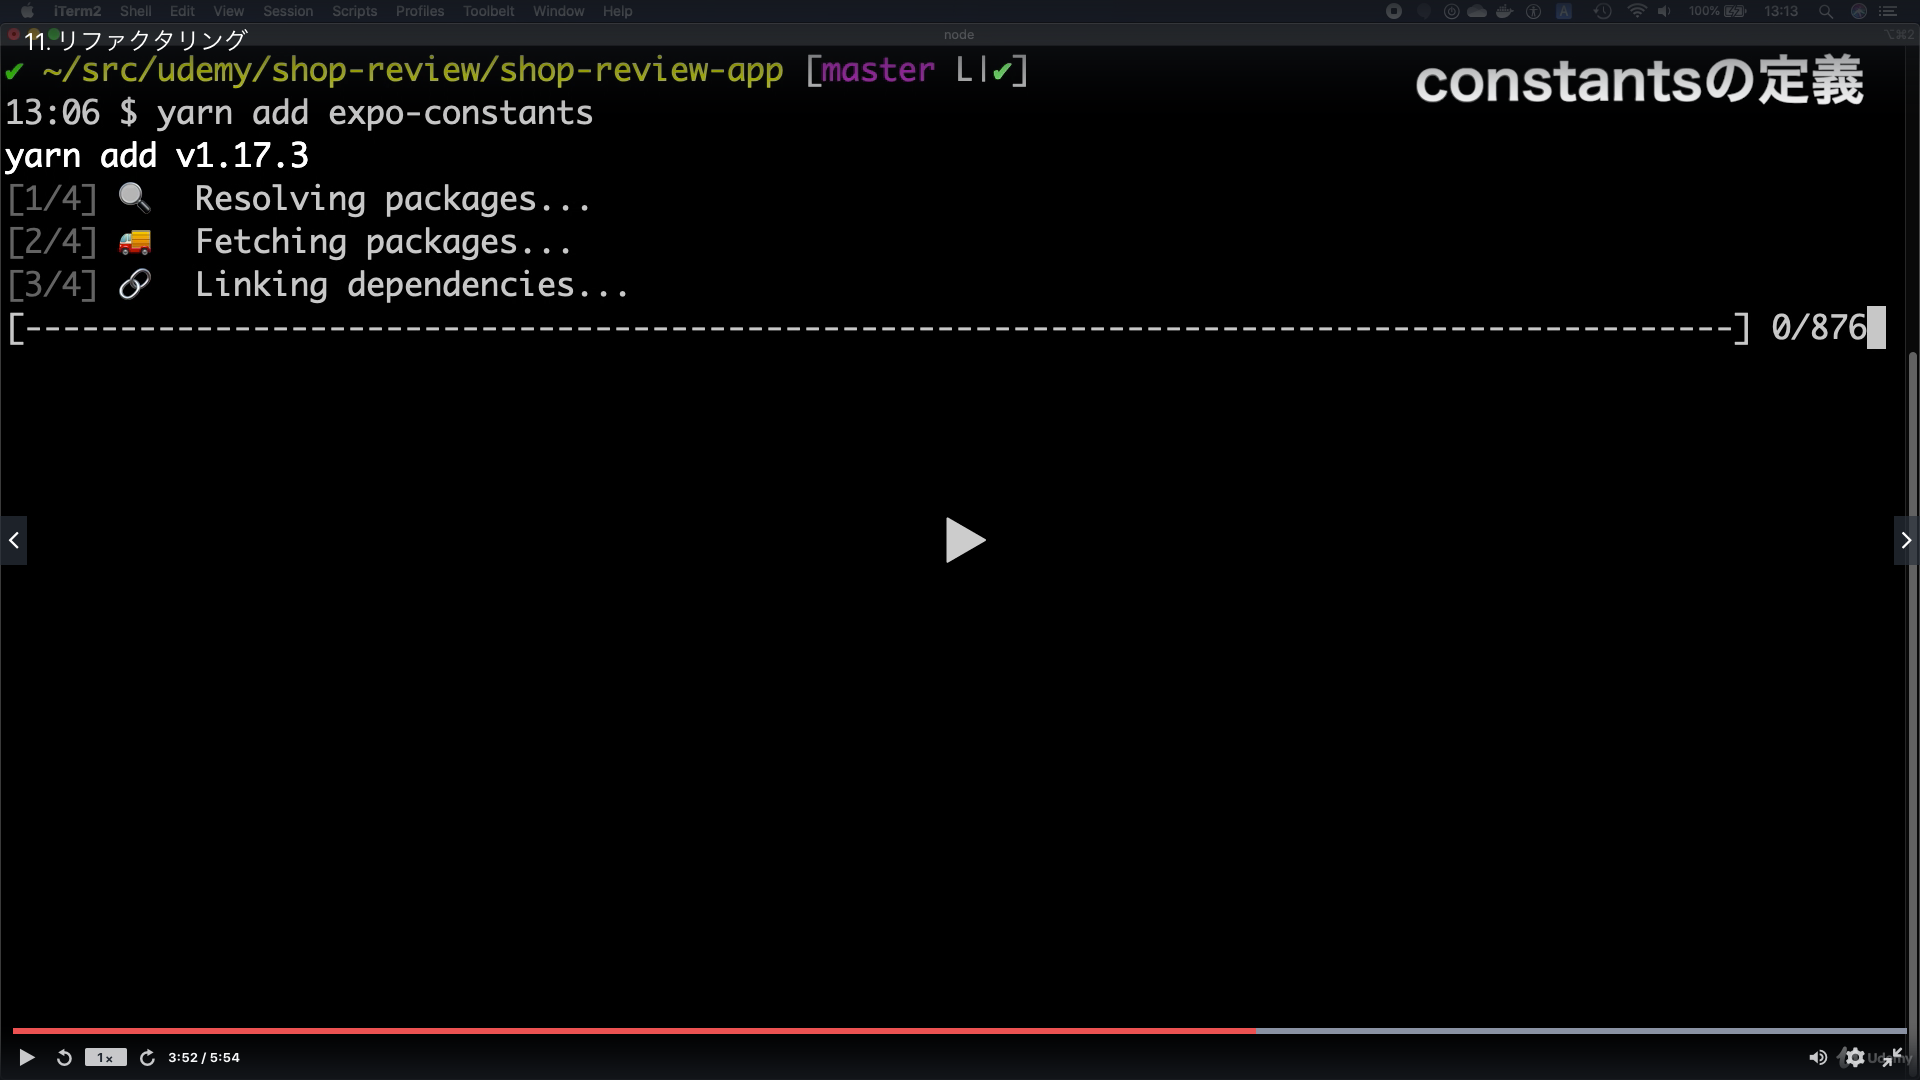 iTerm2 Shell Edit View Session Scripts Profiles Toolbelt Window Help 100% 13:13
node ⌥⌘2
11. リファクタリング
✔ ~/src/udemy/shop-review/shop-review-app [master L|✔]
constantsの定義
13:06 $ yarn add expo-constants
yarn add v1.17.3
[1/4] 🔍 Resolving packages...
[2/4] 🚚 Fetching packages...
[3/4] 🔗 Linking dependencies...
[------------------------------------------------------------------------------------------] 0/876
1x 3:52 / 5:54
Udemy